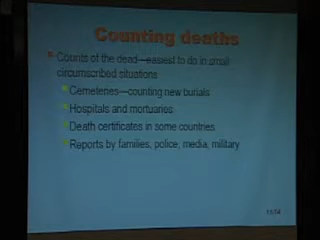 Counting deaths
Counts of the dead—easiest to do in small
circumscribed situations
Cemeteries—counting new burials
Hospitals and mortuaries
Death certificates in some countries
Reports by families, police, media, military